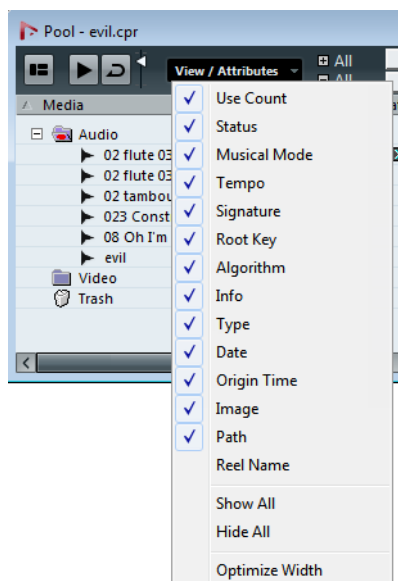 Pool - evil.cpr
View / Attributes
All
All
Media
Audio
02 flute 03
02 flute 03
02 tambou
023 Const
08 Oh I'm
evil
Video
Trash
Use Count
Status
Musical Mode
Tempo
Signature
Root Key
Algorithm
Info
Type
Date
Origin Time
Image
Path
Reel Name
Show All
Hide All
Optimize Width